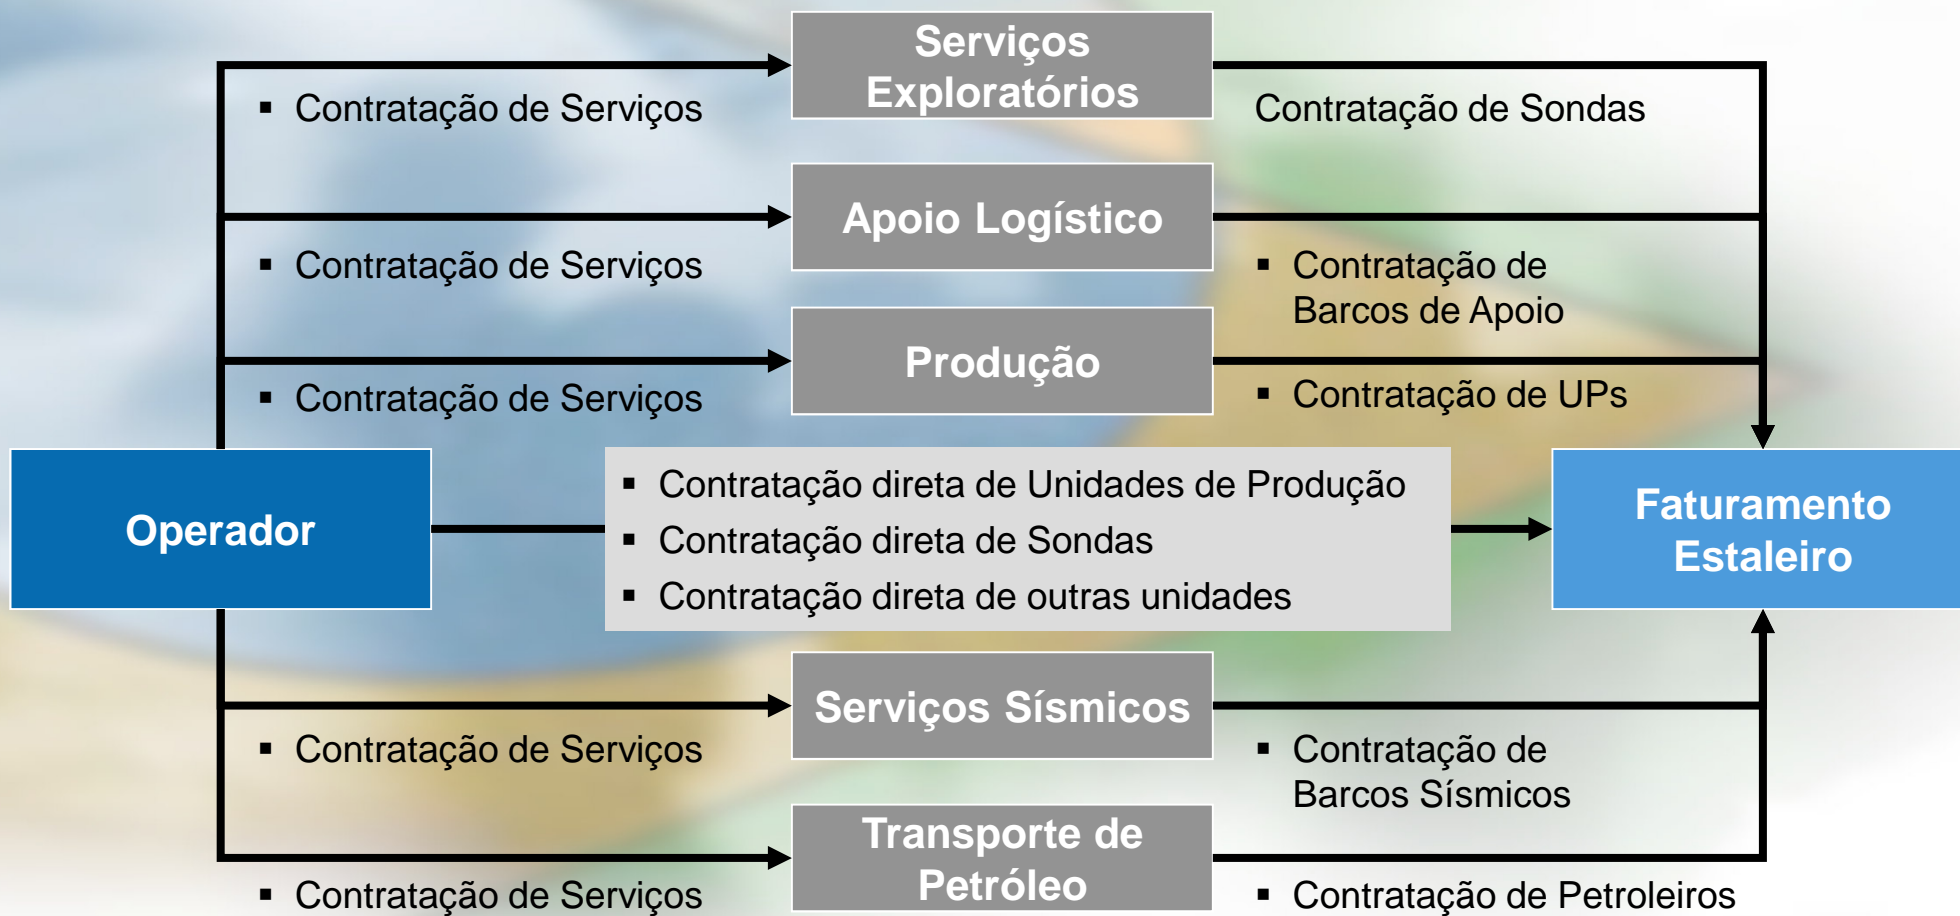 Serviços
Exploratórios
▪ Contratação de Serviços
Contratação de Sondas
Apoio Logístico
▪ Contratação de Serviços
▪ Contratação de
Barcos de Apoio
Produção
▪ Contratação de Serviços
▪ Contratação de UPs
Operador
▪ Contratação direta de Unidades de Produção
▪ Contratação direta de Sondas
▪ Contratação direta de outras unidades
Faturamento
Estaleiro
Serviços Sísmicos
▪ Contratação de Serviços
▪ Contratação de
Barcos Sísmicos
Transporte de
Petróleo
▪ Contratação de Serviços
▪ Contratação de Petroleiros